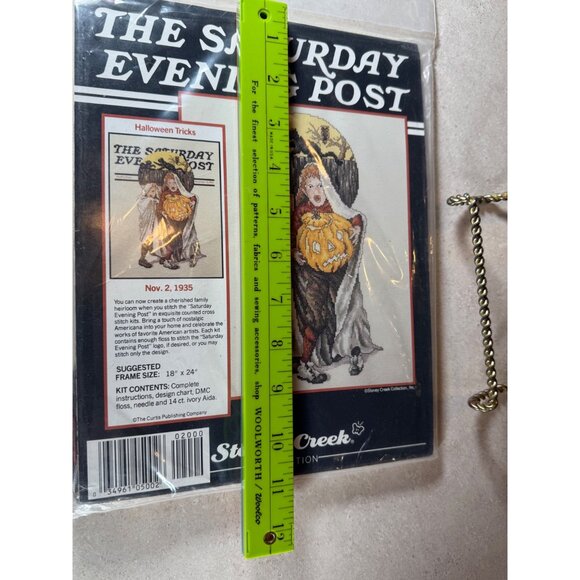 THE SATURDAY
EVENING POST
Halloween Tricks
THE SATURDAY
EVENING POST
Nov. 2, 1935
You can now create a cherished family
heirloom when you stitch the "Saturday
Evening Post" in exquisite counted cross
stitch kits. Bring a touch of nostalgic
Americana into your home and celebrate the
works of favorite American artists. Each kit
contains enough floss to stitch the "Saturday
Evening Post" logo, if desired, or you may
stitch only the design.
SUGGESTED
FRAME SIZE: 18" x 24"
KIT CONTENTS: Complete
instructions, design chart, DMC
floss, needle and 14 ct. ivory Aida.
©The Curtis Publishing Company
02000
0 34961 05002
©Stoney Creek Collection, Inc.
Creek
1 2 3 4 5 6 7 8 9 10 11 12
MADE IN U.S.A.
For the finest selection of patterns, fabrics and sewing accessories, shop WOOLWORTH / Woolco